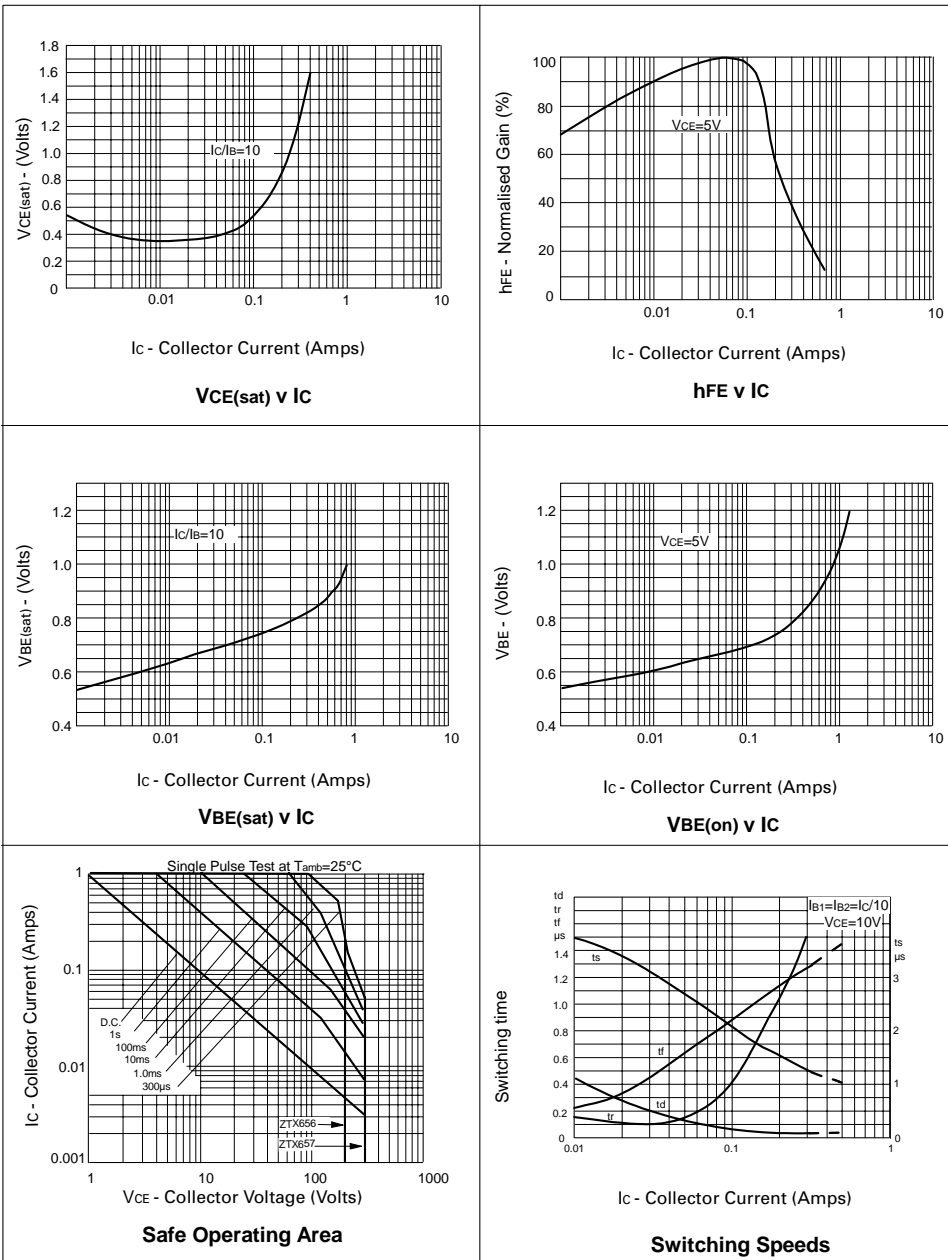 1.8
1.6
1.4
1.2
1.0
0.8
0.6
0.4
0.2
0
0.01 0.1 1 10
VCE(sat) - (Volts)
IC/IB=10
IC - Collector Current (Amps)
VCE(sat) v IC
100
80
60
40
20
0
0.01 0.1 1 10
hFE - Normalised Gain (%)
VCE=5V
IC - Collector Current (Amps)
hFE v IC
1.2
1.0
0.8
0.6
0.4
0.01 0.1 1 10
VBE(sat) - (Volts)
IC/IB=10
IC - Collector Current (Amps)
VBE(sat) v IC
1.2
1.0
0.8
0.6
0.4
0.01 0.1 1 10
VBE - (Volts)
VCE=5V
IC - Collector Current (Amps)
VBE(on) v IC
Single Pulse Test at Tamb=25°C
1
0.1
0.01
0.001
1 10 100 1000
IC - Collector Current (Amps)
D.C.
1s
100ms
10ms
1.0ms
300µs
ZTX656
ZTX657
VCE - Collector Voltage (Volts)
Safe Operating Area
td
tr
tf
µs
1.4
1.2
1.0
0.8
0.6
0.4
0.2
0
0.01 0.1 1
Switching time
IB1=IB2=IC/10
VCE=10V
ts
tf
td
tr
ts
µs
3
2
1
0
IC - Collector Current (Amps)
Switching Speeds